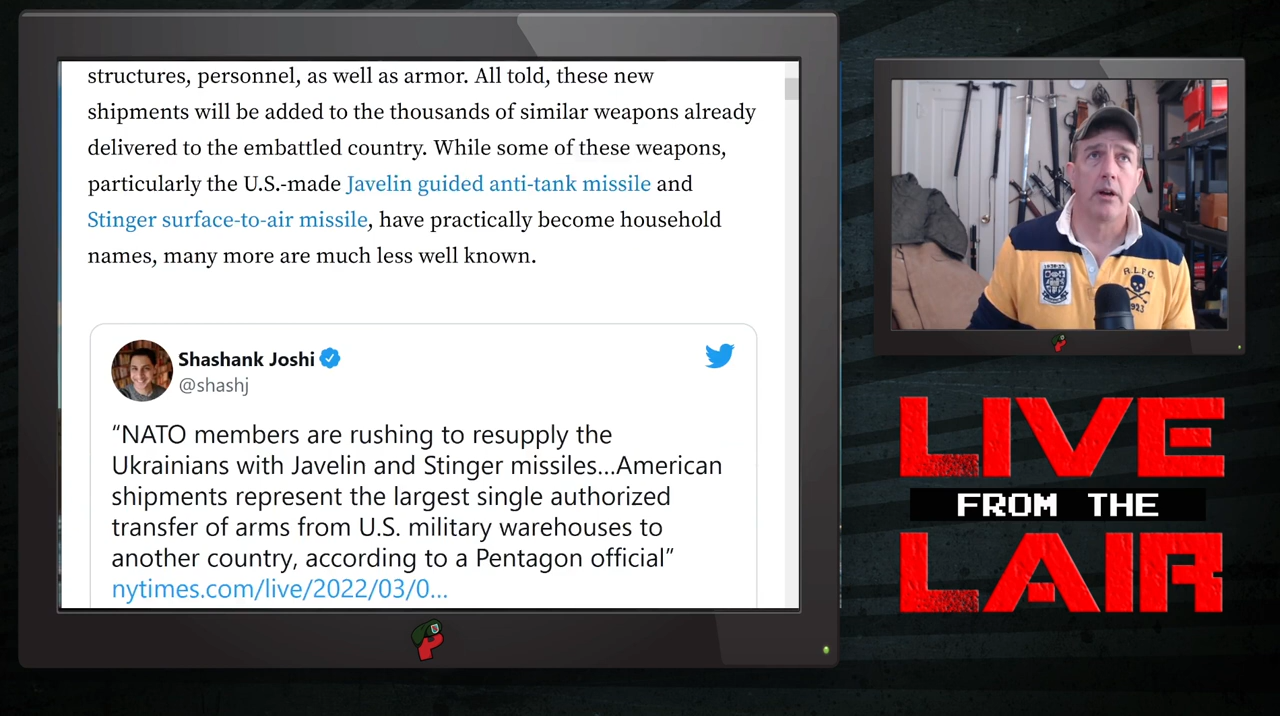 structures, personnel, as well as armor. All told, these new
shipments will be added to the thousands of similar weapons already
delivered to the embattled country. While some of these weapons,
particularly the U.S.-made Javelin guided anti-tank missile and
Stinger surface-to-air missile, have practically become household
names, many more are much less well known.
Shashank Joshi
@shashj
“NATO members are rushing to resupply the
Ukrainians with Javelin and Stinger missiles...American
shipments represent the largest single authorized
transfer of arms from U.S. military warehouses to
another country, according to a Pentagon official”
nytimes.com/live/2022/03/0...
R.L.F.C.
1923
LIVE
FROM THE
LAIR